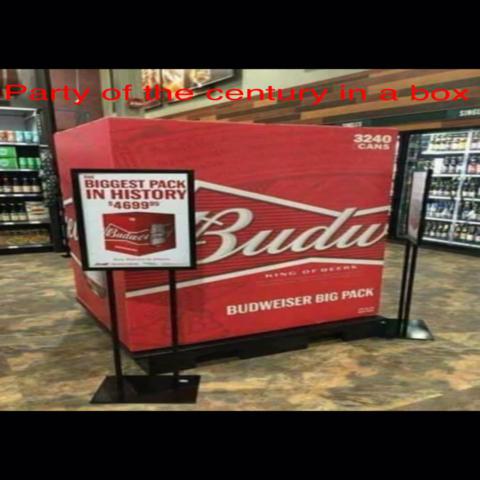 Party of the century in a box
3240
CANS
BIGGEST PACK
IN HISTORY
$4699
Budweiser
Budw
KING OF BEERS
BUDWEISER BIG PACK